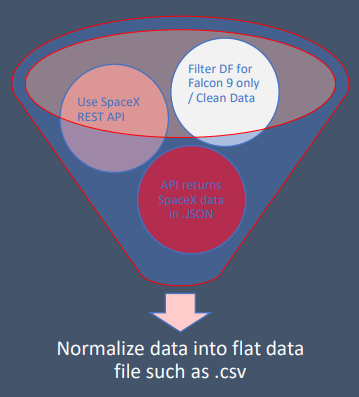 Filter DF for
Falcon 9 only
/ Clean Data
Use SpaceX
REST API
API returns
SpaceX data
in .JSON
Normalize data into flat data
file such as .csv